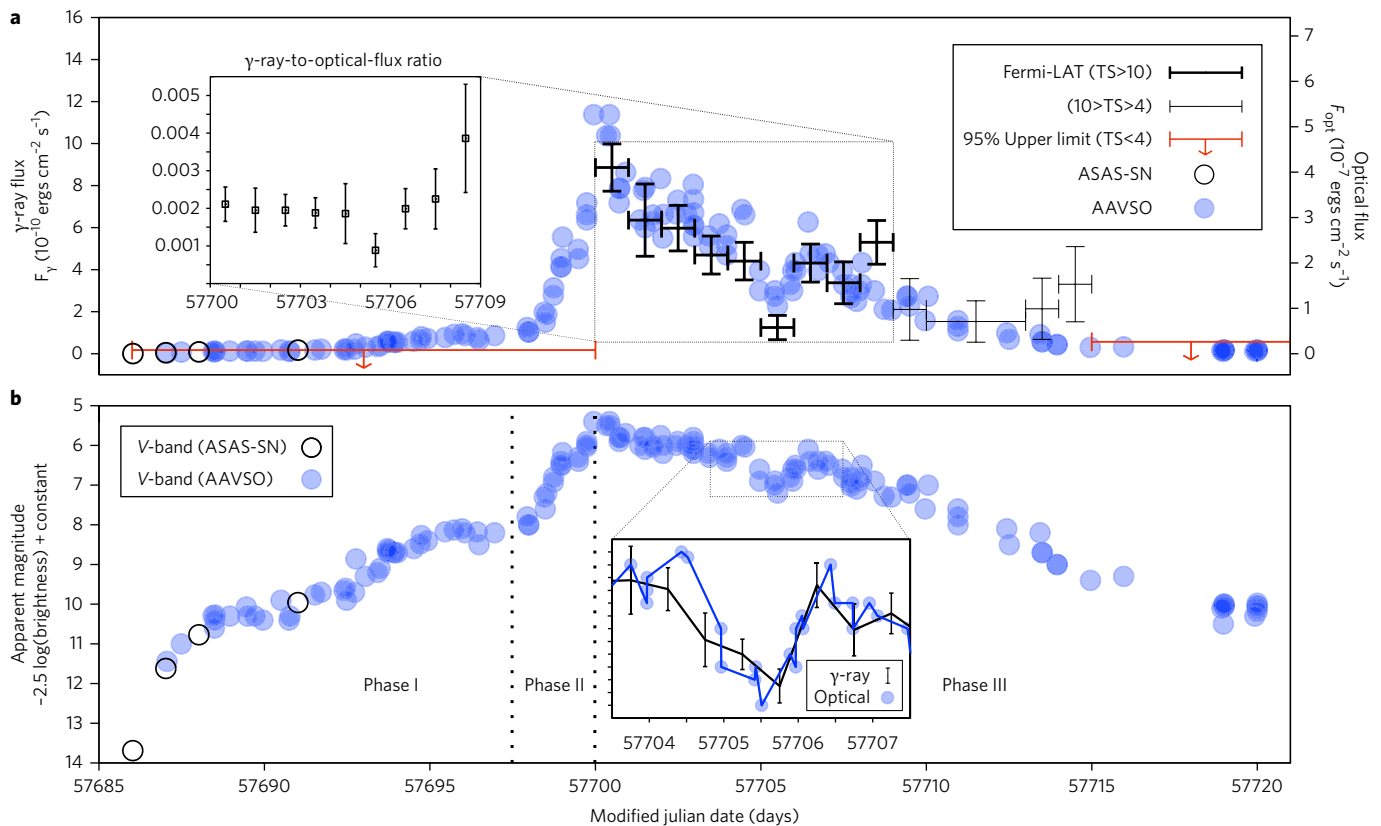 a
16
14
12
10
8
6
4
2
0
γ-ray flux
Fγ (10⁻¹⁰ ergs cm⁻² s⁻¹)
γ-ray-to-optical-flux ratio
0.005
0.004
0.003
0.002
0.001
57700 57703 57706 57709
Fermi-LAT (TS>10)
(10>TS>4)
95% Upper limit (TS<4)
ASAS-SN
AAVSO
7
6
5
4
3
2
1
0
Optical flux
Fopt (10⁻⁷ ergs cm⁻² s⁻¹)
b
5
6
7
8
9
10
11
12
13
14
Apparent magnitude
−2.5 log(brightness) + constant
V-band (ASAS-SN)
V-band (AAVSO)
Phase I
Phase II
Phase III
γ-ray
Optical
57704 57705 57706 57707
57685 57690 57695 57700 57705 57710 57715 57720
Modified julian date (days)